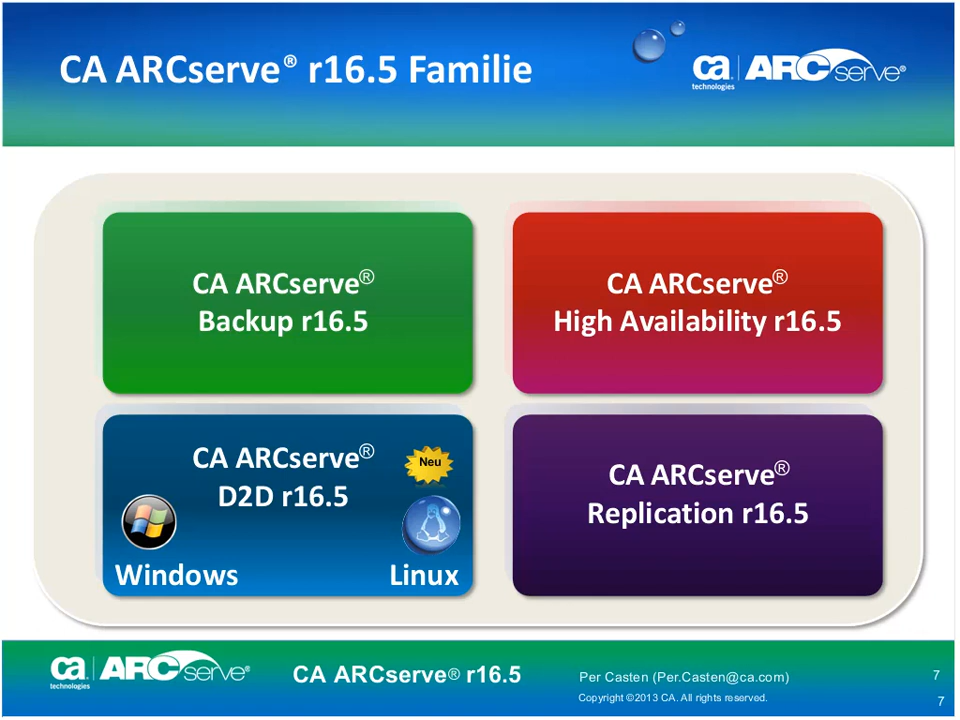 CA ARCserve® r16.5 Familie
ca technologies | ARCserve®
CA ARCserve®
Backup r16.5
CA ARCserve®
High Availability r16.5
CA ARCserve®
D2D r16.5
Neu
Windows
Linux
CA ARCserve®
Replication r16.5
ca technologies | ARCserve®
CA ARCserve® r16.5
Per Casten (Per.Casten@ca.com)
7
Copyright ©2013 CA. All rights reserved.
7